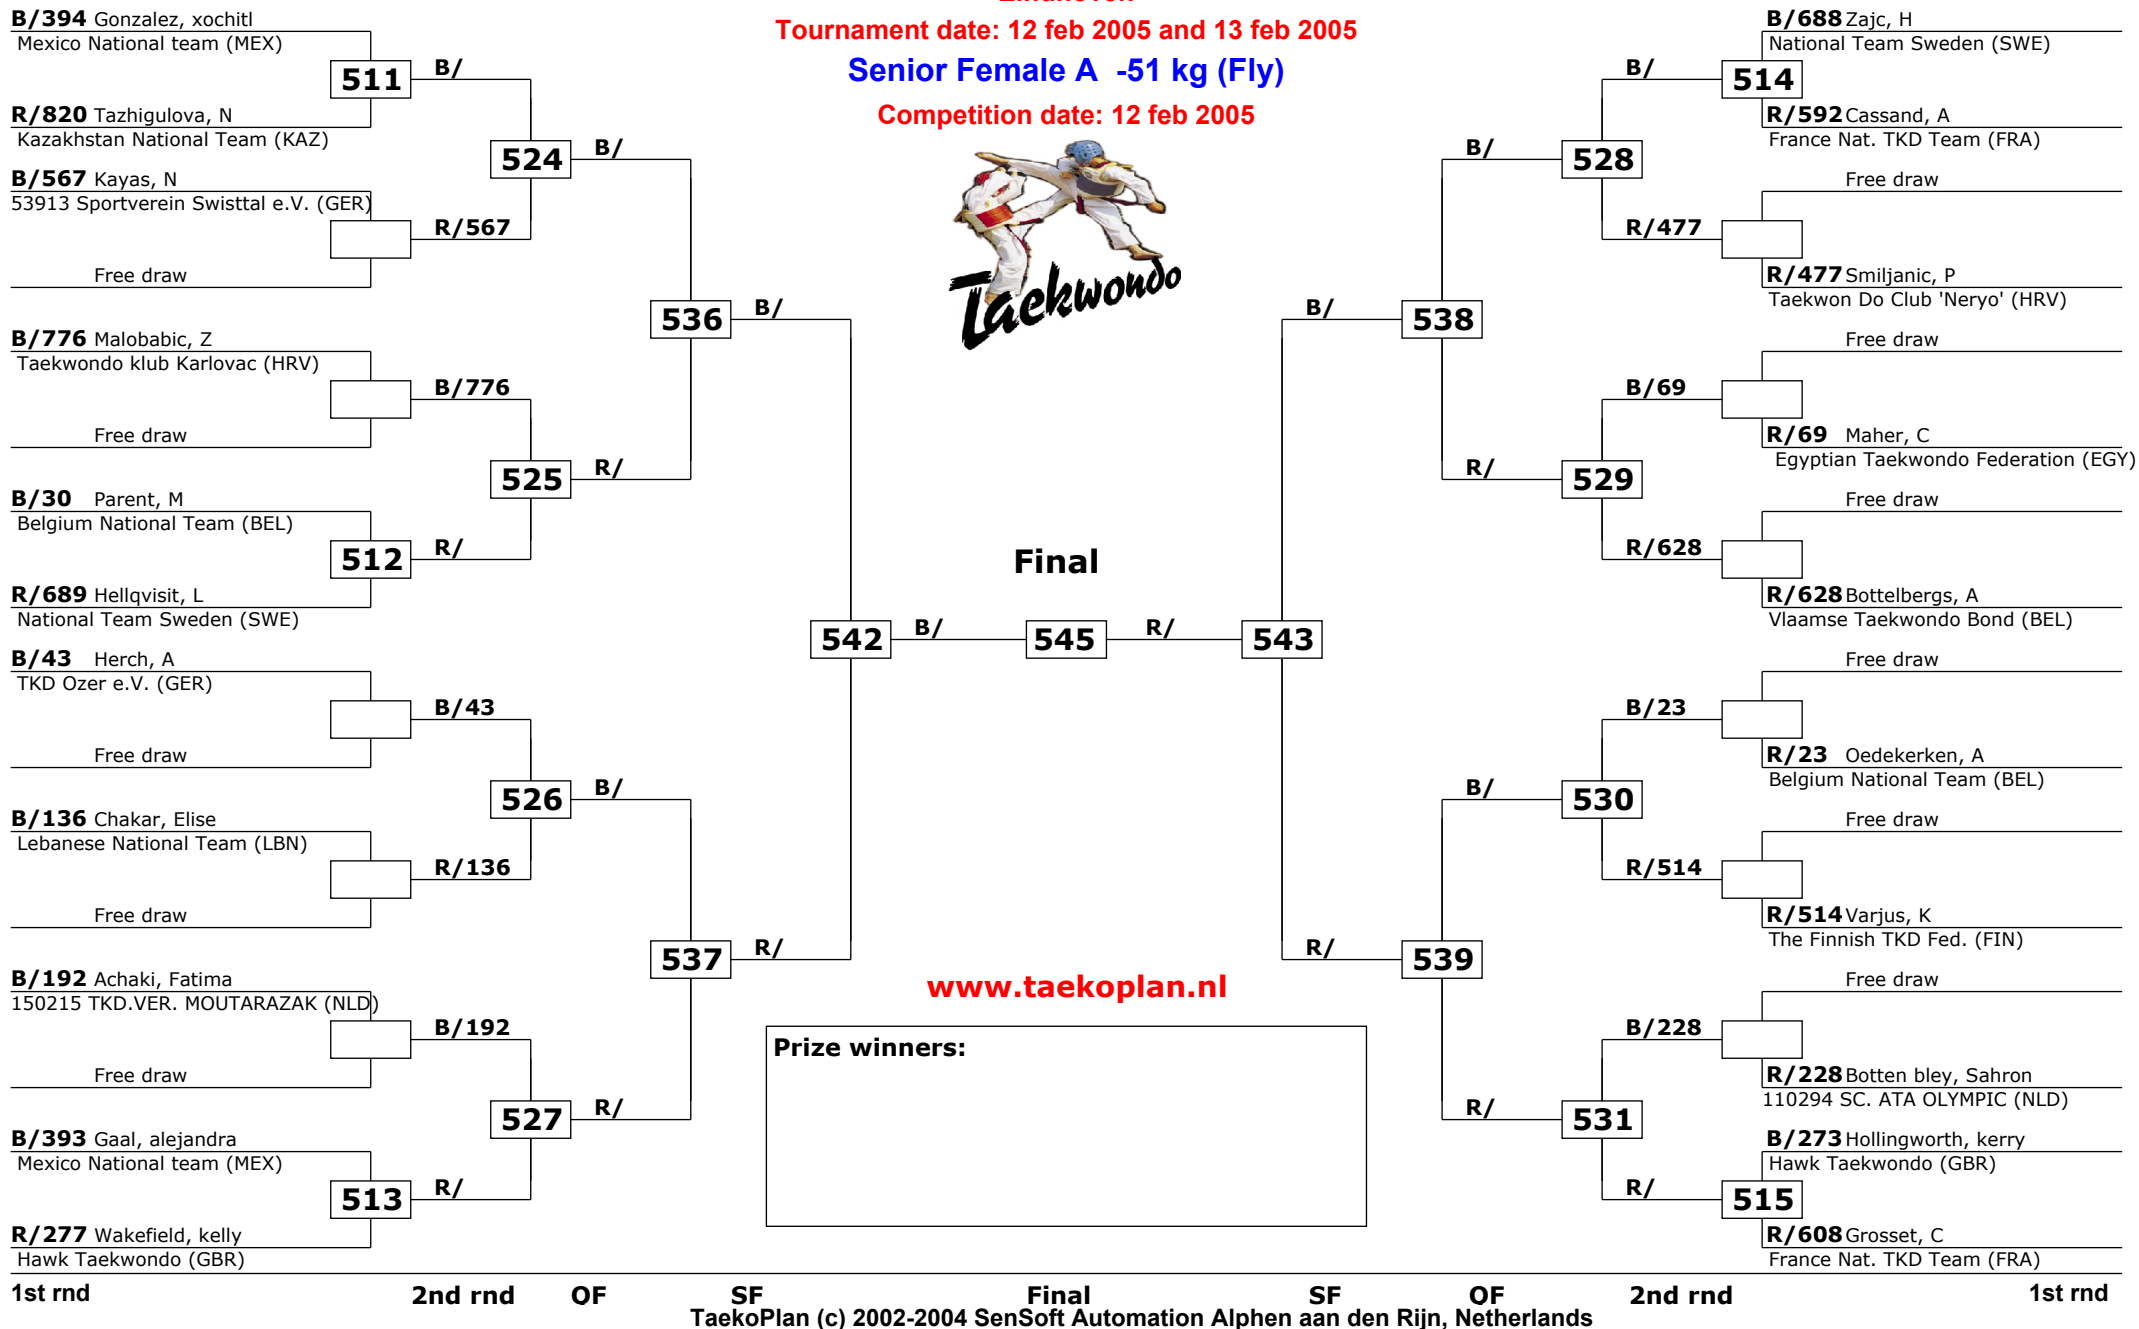 Eindhoven
Tournament date: 12 feb 2005 and 13 feb 2005
Senior Female A -51 kg (Fly)
Competition date: 12 feb 2005
Taekwondo
B/394 Gonzalez, xochitl
Mexico National team (MEX)
511
B/
R/820 Tazhigulova, N
Kazakhstan National Team (KAZ)
524
B/
B/567 Kayas, N
53913 Sportverein Swisttal e.V. (GER)
R/567
Free draw
536
B/
B/776 Malobabic, Z
Taekwondo klub Karlovac (HRV)
B/776
Free draw
525
R/
B/30 Parent, M
Belgium National Team (BEL)
512
R/
R/689 Hellqvisit, L
National Team Sweden (SWE)
542
B/
B/43 Herch, A
TKD Ozer e.V. (GER)
B/43
Free draw
526
B/
B/136 Chakar, Elise
Lebanese National Team (LBN)
R/136
Free draw
537
R/
B/192 Achaki, Fatima
150215 TKD.VER. MOUTARAZAK (NLD)
B/192
Free draw
527
R/
B/393 Gaal, alejandra
Mexico National team (MEX)
513
R/
R/277 Wakefield, kelly
Hawk Taekwondo (GBR)
Final
545
R/
543
www.taekoplan.nl
Prize winners:
B/688 Zajc, H
National Team Sweden (SWE)
B/
514
R/592 Cassand, A
France Nat. TKD Team (FRA)
B/
528
Free draw
R/477
R/477 Smiljanic, P
Taekwon Do Club 'Neryo' (HRV)
B/
538
Free draw
B/69
R/69 Maher, C
Egyptian Taekwondo Federation (EGY)
R/
529
Free draw
R/628
R/628 Bottelbergs, A
Vlaamse Taekwondo Bond (BEL)
Free draw
B/23
R/23 Oedekerken, A
Belgium National Team (BEL)
B/
530
Free draw
R/514
R/514 Varjus, K
The Finnish TKD Fed. (FIN)
R/
539
Free draw
B/228
R/228 Botten bley, Sahron
110294 SC. ATA OLYMPIC (NLD)
R/
531
B/273 Hollingworth, kerry
Hawk Taekwondo (GBR)
R/
515
R/608 Grosset, C
France Nat. TKD Team (FRA)
1st rnd 2nd rnd QF SF Final SF QF 2nd rnd 1st rnd
TaekoPlan (c) 2002-2004 SenSoft Automation Alphen aan den Rijn, Netherlands